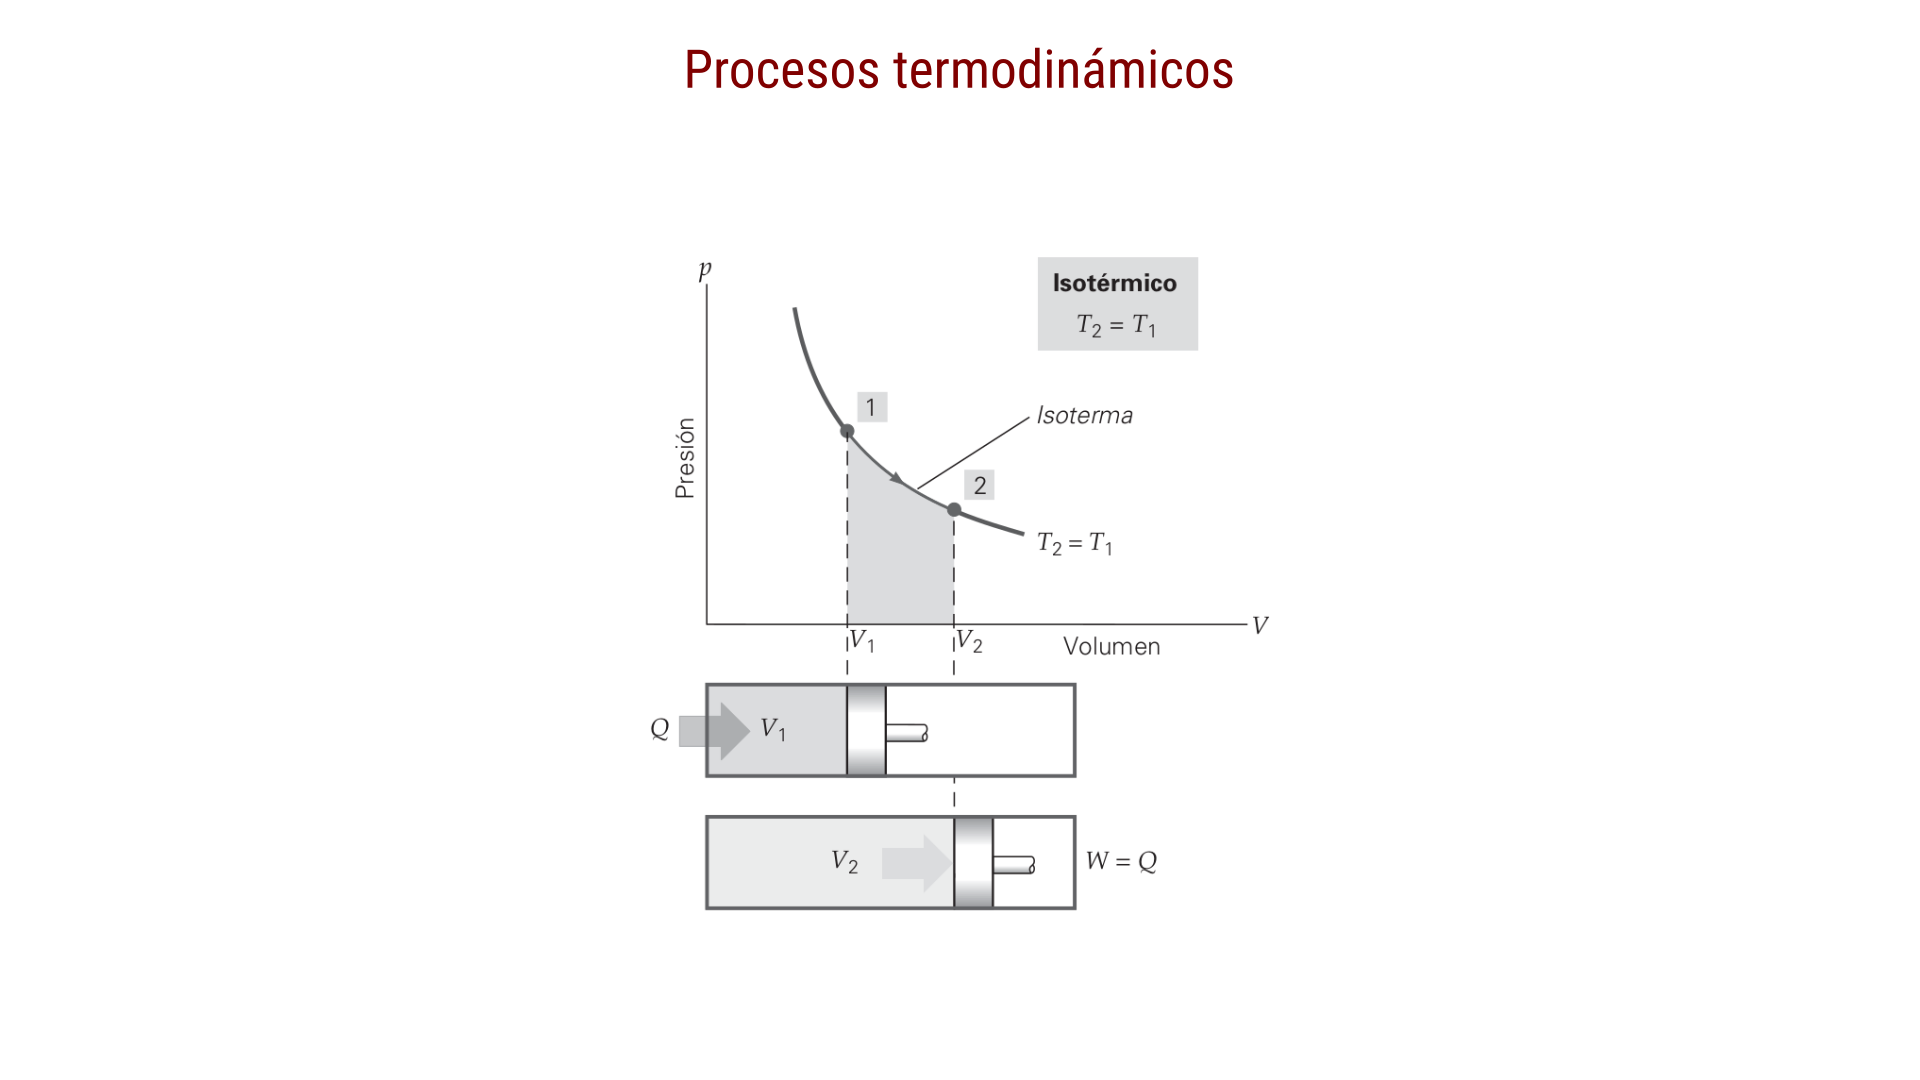 Procesos termodinámicos
p
Isotérmico
T₂ = T₁
1
Isoterma
Presión
2
T₂ = T₁
V
V₁
V₂
Volumen
Q
V₁
V₂
W = Q